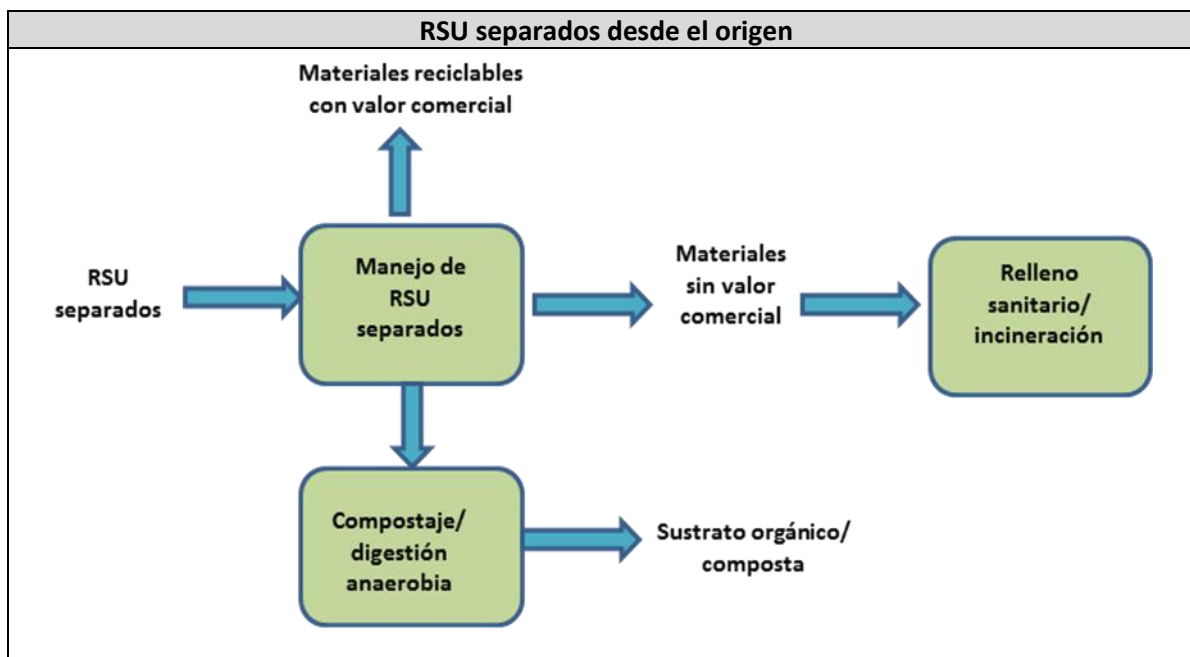 RSU separados desde el origen
Materiales reciclables
con valor comercial
RSU
separados
Manejo de
RSU
separados
Materiales
sin valor
comercial
Relleno
sanitario/
incineración
Compostaje/
digestión
anaerobia
Sustrato orgánico/
composta